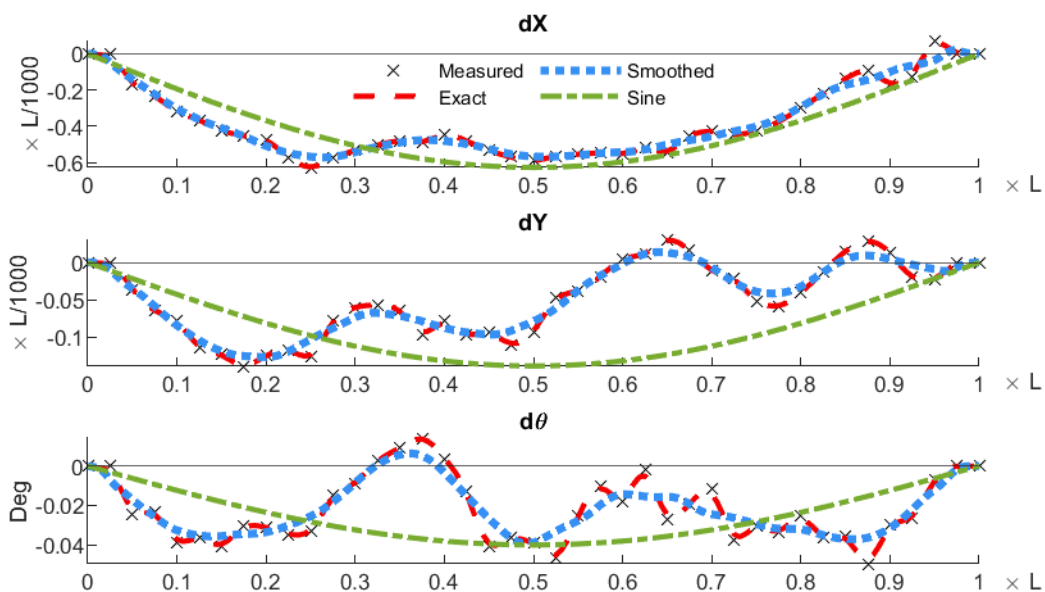 dX
× L/1000
0
-0.2
-0.4
-0.6
× Measured Smoothed
Exact Sine
0 0.1 0.2 0.3 0.4 0.5 0.6 0.7 0.8 0.9 1 × L
dY
× L/1000
0
-0.05
-0.1
0 0.1 0.2 0.3 0.4 0.5 0.6 0.7 0.8 0.9 1 × L
dθ
Deg
0
-0.02
-0.04
0 0.1 0.2 0.3 0.4 0.5 0.6 0.7 0.8 0.9 1 × L